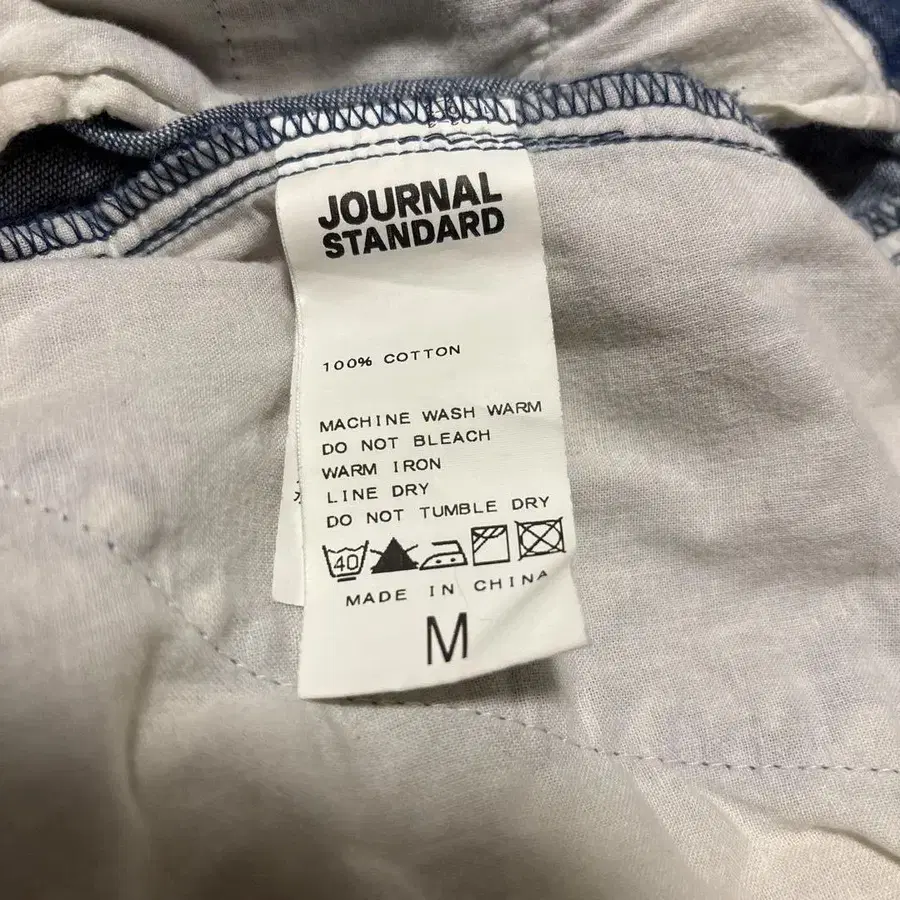 JOURNAL
STANDARD
100% COTTON
MACHINE WASH WARM
DO NOT BLEACH
WARM IRON
LINE DRY
DO NOT TUMBLE DRY
40
MADE IN CHINA
M